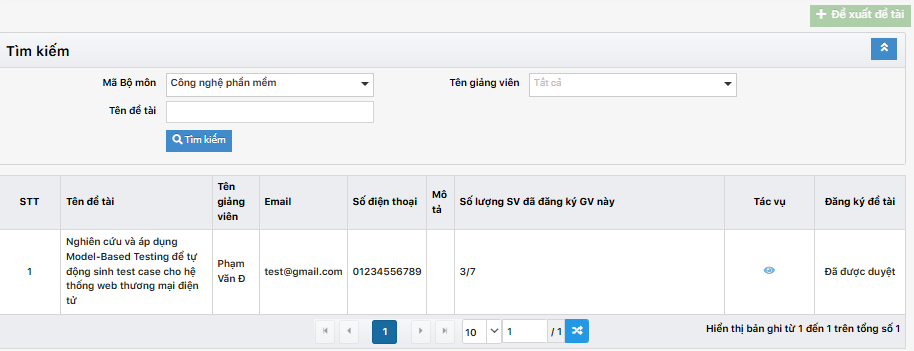 + Đề xuất đề tài
Tìm kiếm
Mã Bộ môn Công nghệ phần mềm Tên giảng viên Tất cả
Tên đề tài
Tìm kiếm
STT Tên đề tài Tên giảng viên Email Số điện thoại Mô tả Số lượng SV đã đăng ký GV này Tác vụ Đăng ký đề tài
1
Nghiên cứu và áp dụng
Model-Based Testing để tự
động sinh test case cho hệ
thống web thương mại điện
tử
Phạm
Văn Đ
test@gmail.com
01234556789
3/7
Đã được duyệt
1 10 1 / 1 Hiển thị bản ghi từ 1 đến 1 trên tổng số 1